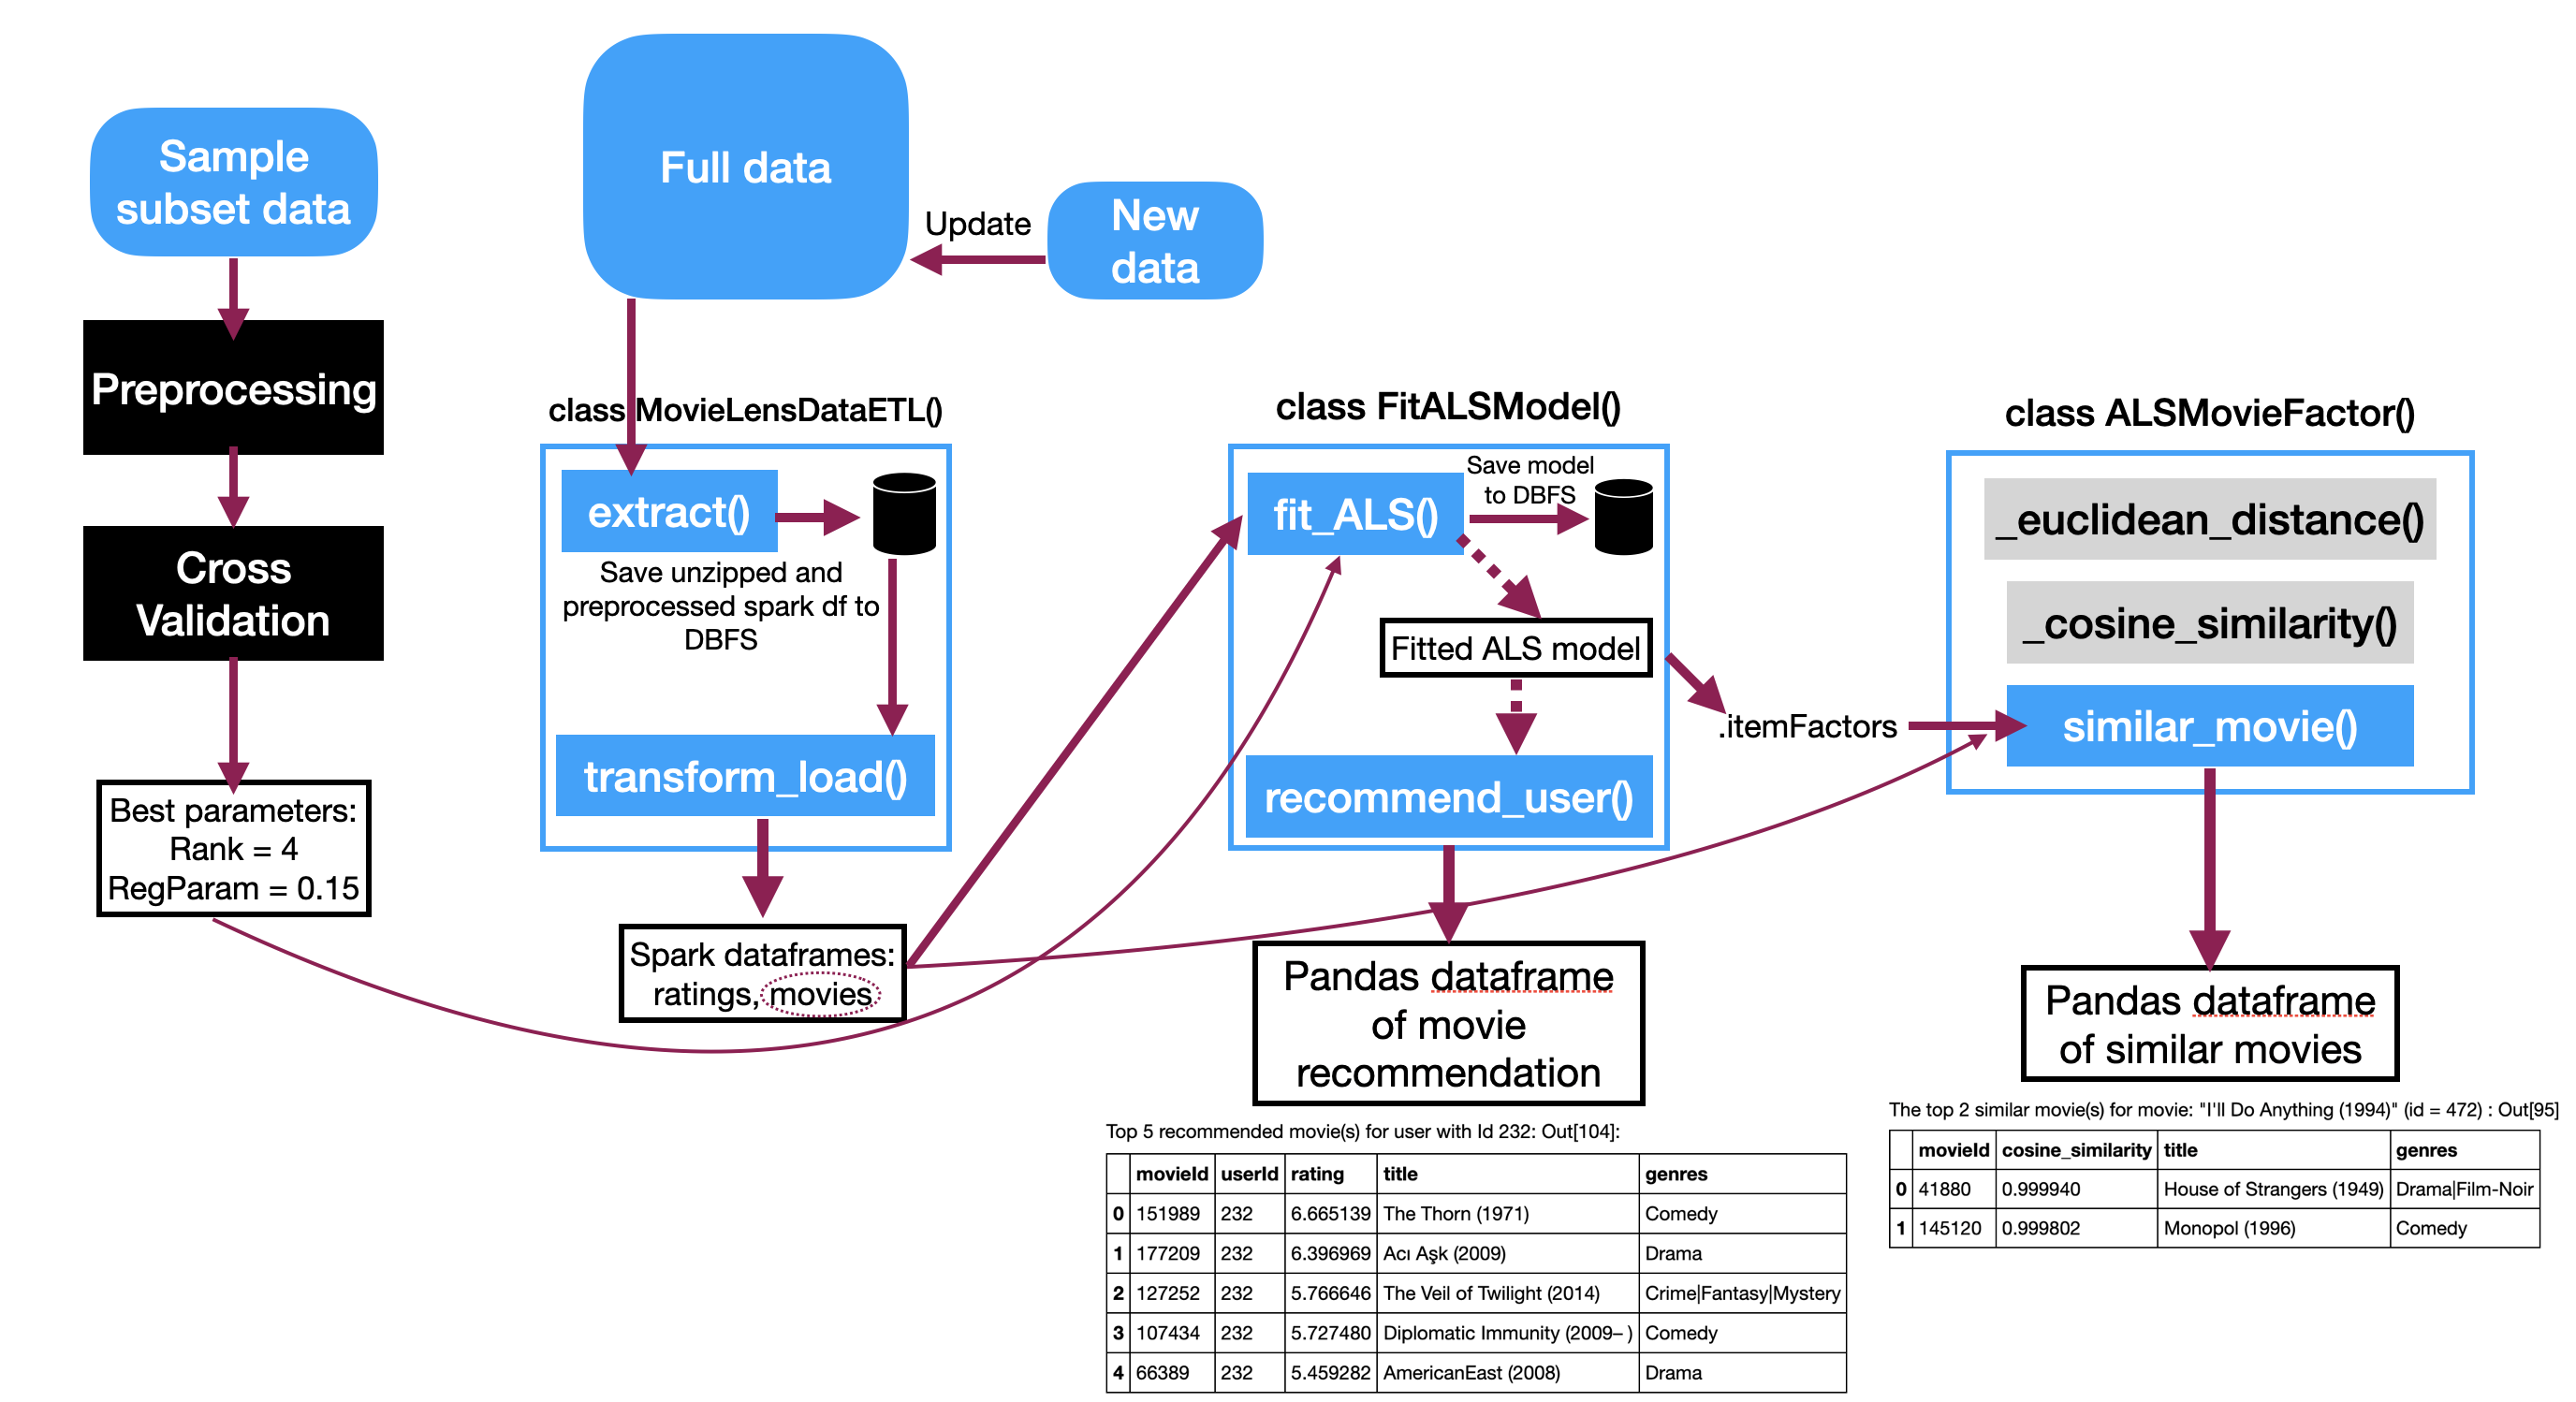 Sample
subset data
Preprocessing
Cross
Validation
Best parameters:
Rank = 4
RegParam = 0.15
Full data
Update
New
data
class MovieLensDataETL()
extract()
Save unzipped and
preprocessed spark df to
DBFS
transform_load()
Spark dataframes:
ratings, movies
class FitALSModel()
fit_ALS()
Save model
to DBFS
Fitted ALS model
recommend_user()
.itemFactors
Pandas dataframe
of movie
recommendation
Top 5 recommended movie(s) for user with Id 232: Out[104]:
movieId userId rating title genres
0 151989 232 6.665139 The Thorn (1971) Comedy
1 177209 232 6.396969 Acı Aşk (2009) Drama
2 127252 232 5.766646 The Veil of Twilight (2014) Crime|Fantasy|Mystery
3 107434 232 5.727480 Diplomatic Immunity (2009– ) Comedy
4 66389 232 5.459282 AmericanEast (2008) Drama
class ALSMovieFactor()
_euclidean_distance()
_cosine_similarity()
similar_movie()
Pandas dataframe
of similar movies
The top 2 similar movie(s) for movie: "I'll Do Anything (1994)" (id = 472) : Out[95]
movieId cosine_similarity title genres
0 41880 0.999940 House of Strangers (1949) Drama|Film-Noir
1 145120 0.999802 Monopol (1996) Comedy